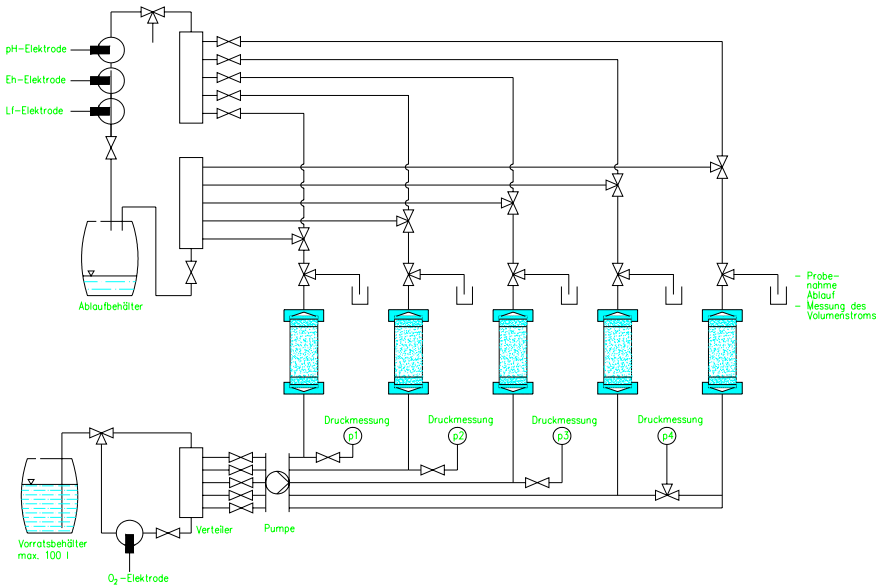 pH-Elektrode
Eh-Elektrode
Lf-Elektrode
Ablaufbehälter
- Probe-
nahme
Ablauf
- Messung des
Volumenstroms
Druckmessung
p1
Druckmessung
p2
Druckmessung
p3
Druckmessung
p4
Vorratsbehälter
max. 100 l
Verteiler
Pumpe
O₂-Elektrode